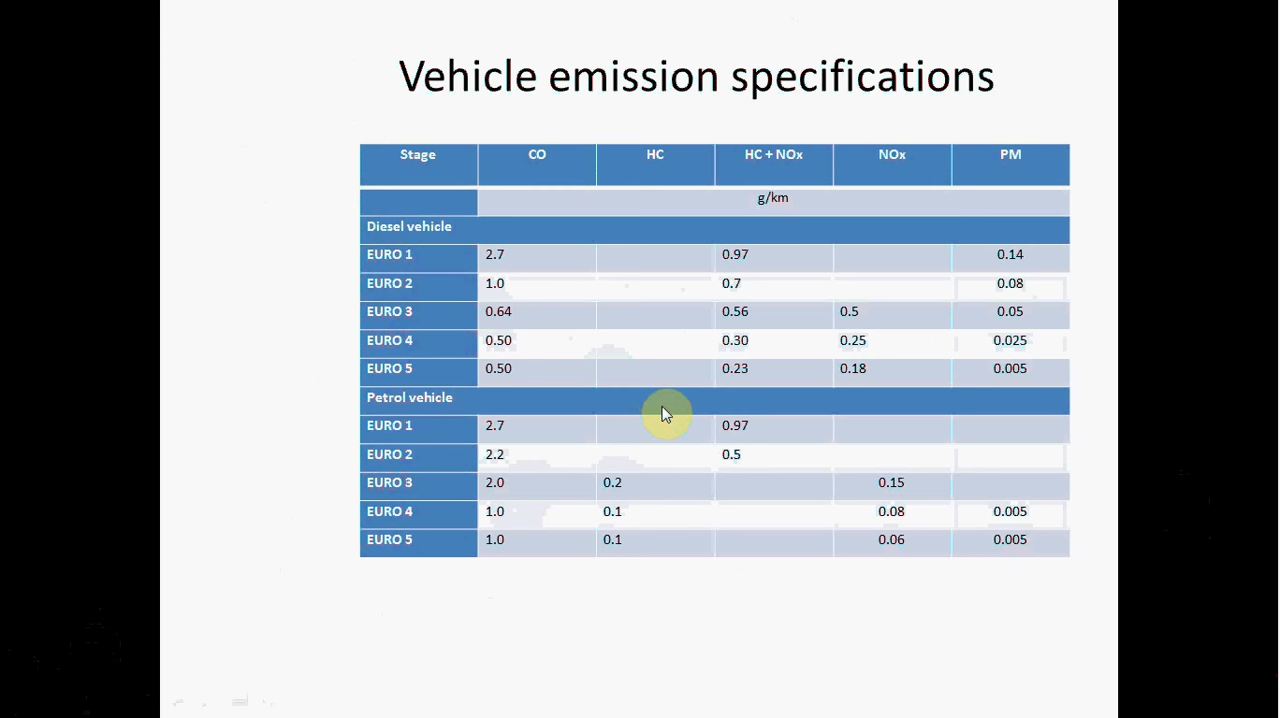 Vehicle emission specifications
Stage CO HC HC + NOx NOx PM
g/km
Diesel vehicle
EURO 1 2.7 0.97 0.14
EURO 2 1.0 0.7 0.08
EURO 3 0.64 0.56 0.5 0.05
EURO 4 0.50 0.30 0.25 0.025
EURO 5 0.50 0.23 0.18 0.005
Petrol vehicle
EURO 1 2.7 0.97
EURO 2 2.2 0.5
EURO 3 2.0 0.2 0.15
EURO 4 1.0 0.1 0.08 0.005
EURO 5 1.0 0.1 0.06 0.005